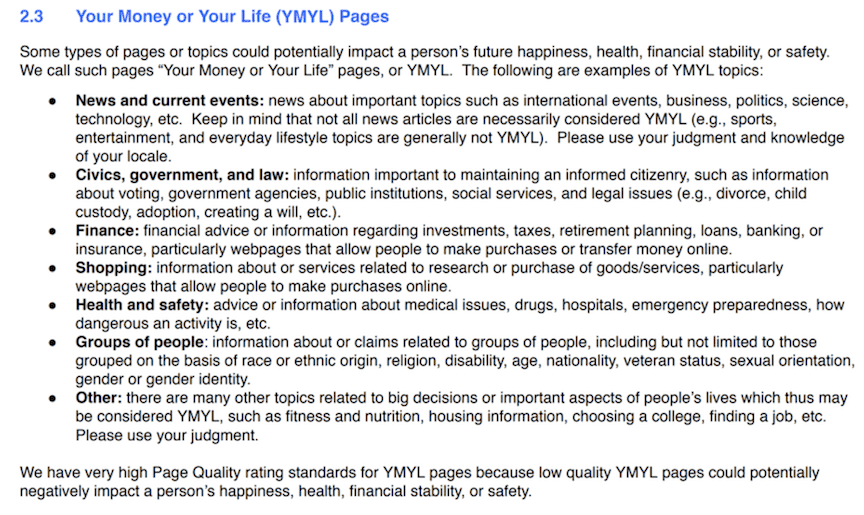 2.3 Your Money or Your Life (YMYL) Pages
Some types of pages or topics could potentially impact a person's future happiness, health, financial stability, or safety.
We call such pages “Your Money or Your Life” pages, or YMYL. The following are examples of YMYL topics:
● News and current events: news about important topics such as international events, business, politics, science,
technology, etc. Keep in mind that not all news articles are necessarily considered YMYL (e.g., sports,
entertainment, and everyday lifestyle topics are generally not YMYL). Please use your judgment and knowledge
of your locale.
● Civics, government, and law: information important to maintaining an informed citizenry, such as information
about voting, government agencies, public institutions, social services, and legal issues (e.g., divorce, child
custody, adoption, creating a will, etc.).
● Finance: financial advice or information regarding investments, taxes, retirement planning, loans, banking, or
insurance, particularly webpages that allow people to make purchases or transfer money online.
● Shopping: information about or services related to research or purchase of goods/services, particularly
webpages that allow people to make purchases online.
● Health and safety: advice or information about medical issues, drugs, hospitals, emergency preparedness, how
dangerous an activity is, etc.
● Groups of people: information about or claims related to groups of people, including but not limited to those
grouped on the basis of race or ethnic origin, religion, disability, age, nationality, veteran status, sexual orientation,
gender or gender identity.
● Other: there are many other topics related to big decisions or important aspects of people's lives which thus may
be considered YMYL, such as fitness and nutrition, housing information, choosing a college, finding a job, etc.
Please use your judgment.
We have very high Page Quality rating standards for YMYL pages because low quality YMYL pages could potentially
negatively impact a person's happiness, health, financial stability, or safety.